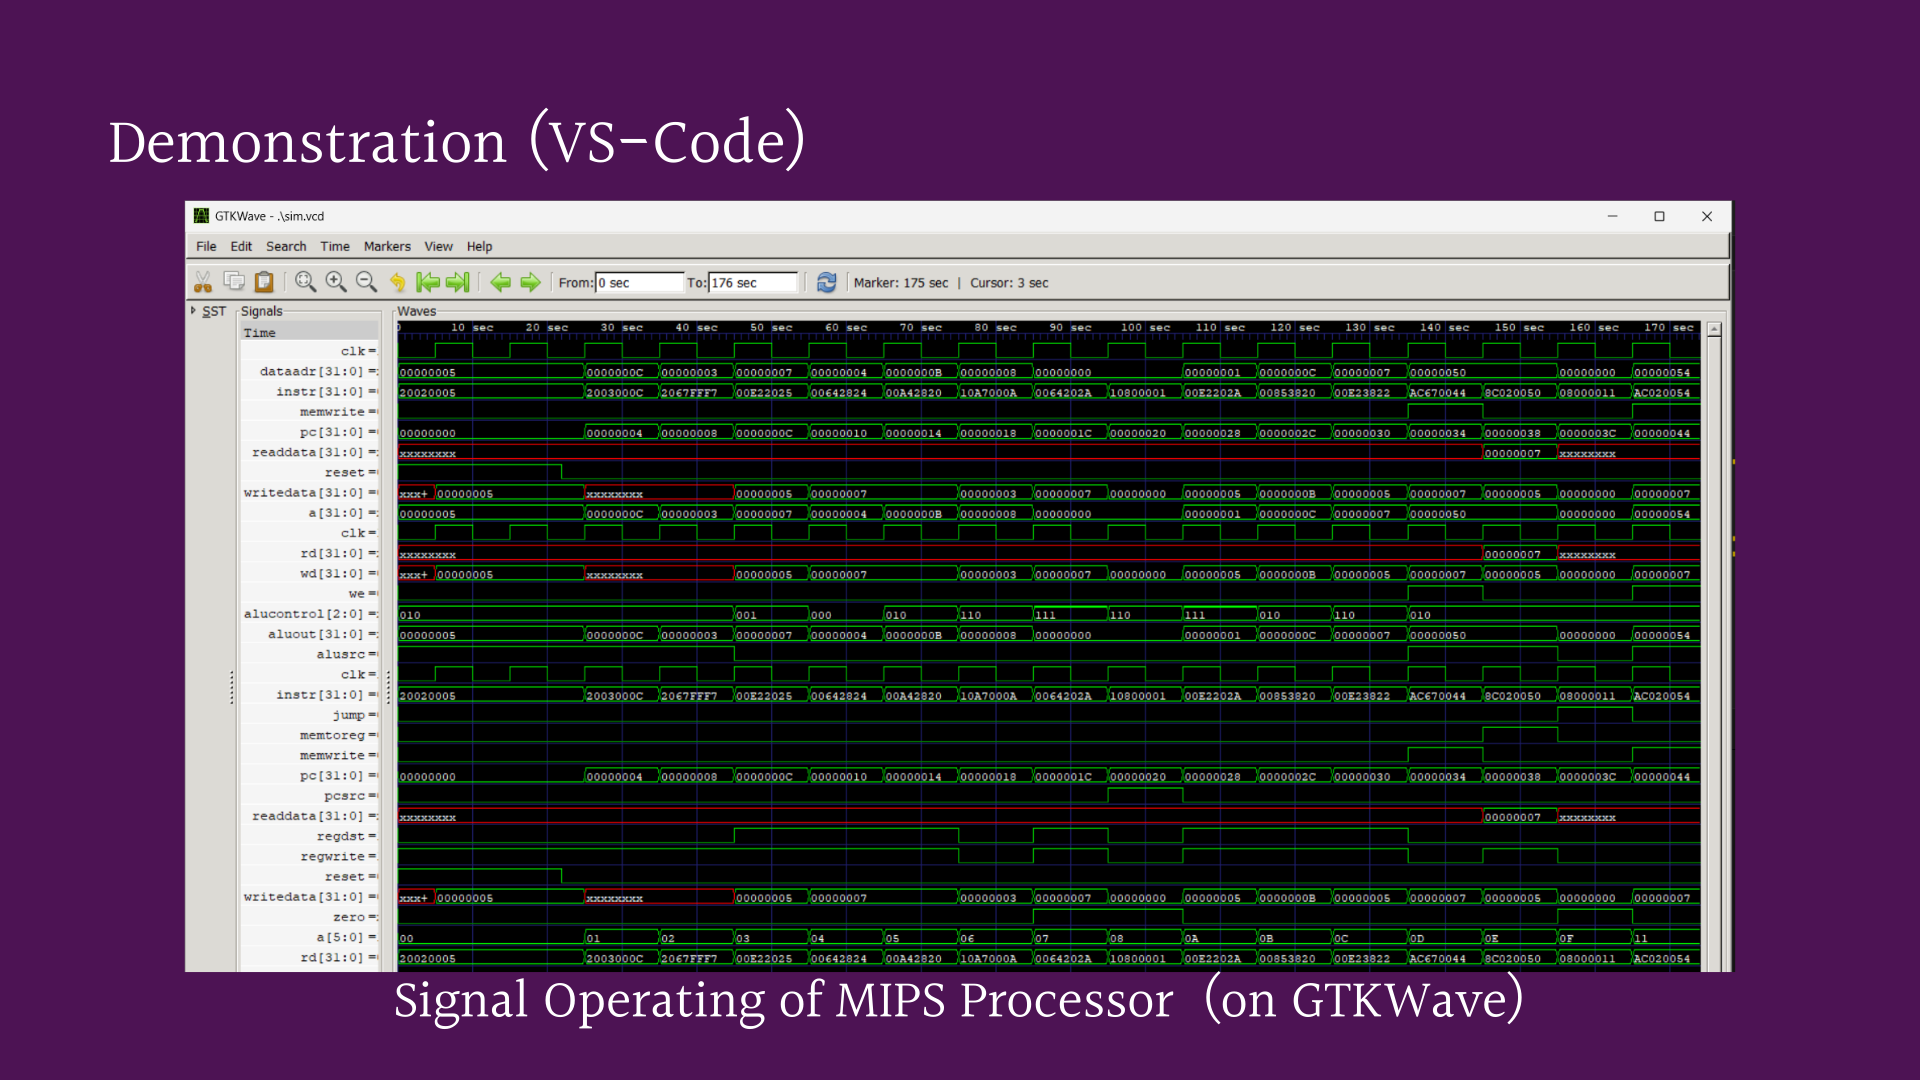 Demonstration (VS-Code)
GTKWave - .\sim.vcd
File Edit Search Time Markers View Help
From: 0 sec To: 176 sec Marker: 175 sec | Cursor: 3 sec
SST Signals Waves
Time 10 sec 20 sec 30 sec 40 sec 50 sec 60 sec 70 sec 80 sec 90 sec 100 sec 110 sec 120 sec 130 sec 140 sec 150 sec 160 sec 170 sec
clk=
dataadr[31:0] = 00000005 0000000C 00000003 00000007 00000004 0000000B 00000008 00000000 00000001 0000000C 00000007 00000050 00000000 00000054
instr[31:0] = 20020005 2003000C 2067FFF7 00E22025 00642824 00A42820 10A7000A 0064202A 10800001 00E2202A 00853820 00E23822 AC670044 8C020050 08000011 AC020054
memwrite =
pc[31:0] = 00000000 00000004 00000008 0000000C 00000010 00000014 00000018 0000001C 00000020 00000028 0000002C 00000030 00000034 00000038 0000003C 00000044
readdata[31:0] = xxxxxxxx 00000007 xxxxxxxx
reset =
writedata[31:0] = xxx+ 00000005 xxxxxxxx 00000005 00000007 00000003 00000007 00000000 00000005 0000000B 00000005 00000007 00000005 00000000 00000007
a[31:0] = 00000005 0000000C 00000003 00000007 00000004 0000000B 00000008 00000000 00000001 0000000C 00000007 00000050 00000000 00000054
clk=
rd[31:0] = xxxxxxxx 00000007 xxxxxxxx
wd[31:0] = xxx+ 00000005 xxxxxxxx 00000005 00000007 00000003 00000007 00000000 00000005 0000000B 00000005 00000007 00000005 00000000 00000007
we =
alucontrol[2:0] = 010 001 000 010 110 111 110 111 010 110 010
aluout[31:0] = 00000005 0000000C 00000003 00000007 00000004 0000000B 00000008 00000000 00000001 0000000C 00000007 00000050 00000000 00000054
alusrc =
clk=
instr[31:0] = 20020005 2003000C 2067FFF7 00E22025 00642824 00A42820 10A7000A 0064202A 10800001 00E2202A 00853820 00E23822 AC670044 8C020050 08000011 AC020054
jump =
memtoreg =
memwrite =
pc[31:0] = 00000000 00000004 00000008 0000000C 00000010 00000014 00000018 0000001C 00000020 00000028 0000002C 00000030 00000034 00000038 0000003C 00000044
pcsrc =
readdata[31:0] = xxxxxxxx 00000007 xxxxxxxx
regdst =
regwrite =
reset =
writedata[31:0] = xxx+ 00000005 xxxxxxxx 00000005 00000007 00000003 00000007 00000000 00000005 0000000B 00000005 00000007 00000005 00000000 00000007
zero =
a[5:0] = 00 01 02 03 04 05 06 07 08 0A 0B 0C 0D 0E 0F 11
rd[31:0] = 20020005 2003000C 2067FFF7 00E22025 00642824 00A42820 10A7000A 0064202A 10800001 00E2202A 00853820 00E23822 AC670044 8C020050 08000011 AC020054
Signal Operating of MIPS Processor (on GTKWave)